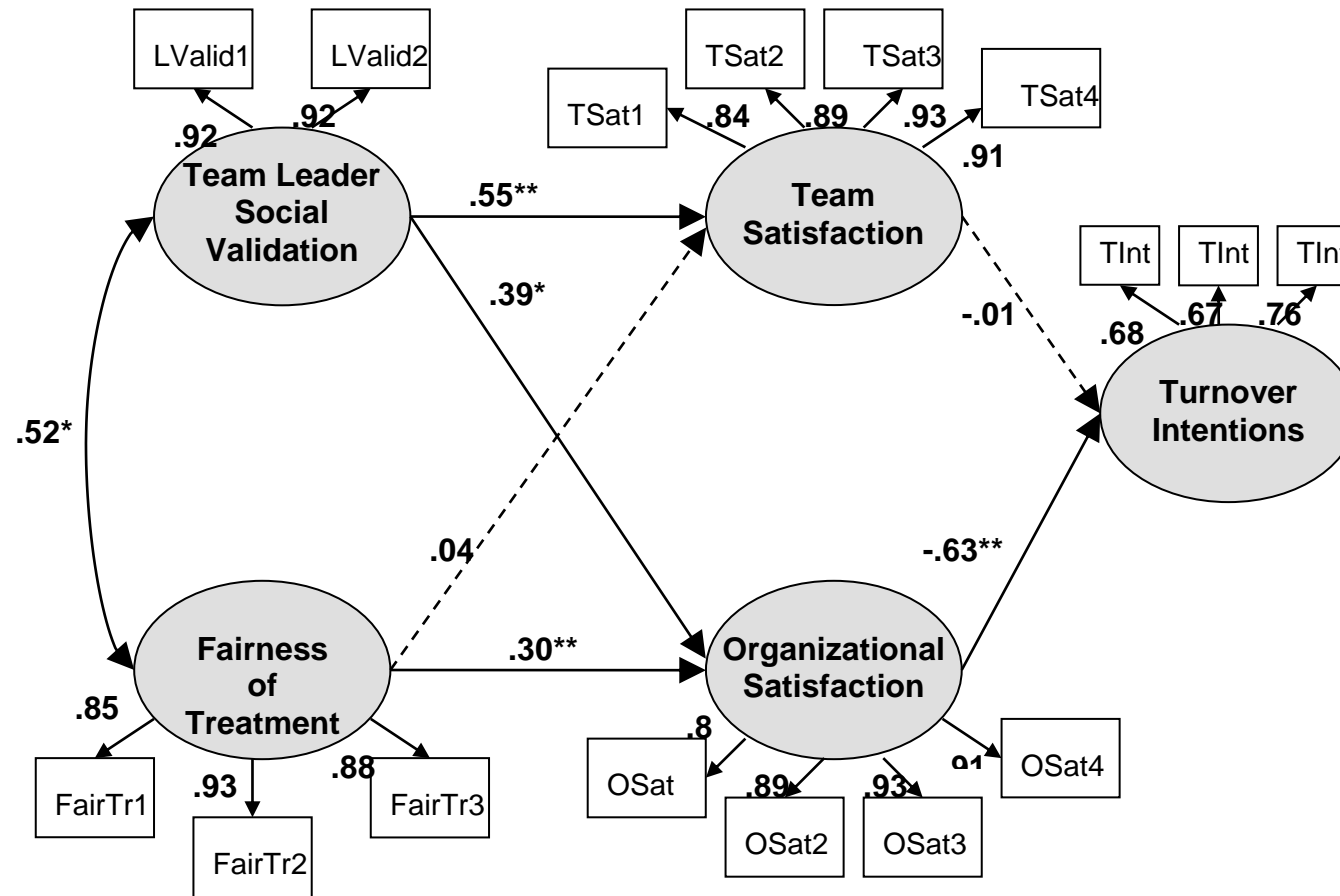 LValid1
LValid2
TSat2
TSat3
TSat1
TSat4
.92
.92
.84
.89
.93
.91
Team Leader
Social
Validation
.55**
Team
Satisfaction
TInt
TInt
TInt
.39*
-.01
.68
.67
.76
Turnover
Intentions
.52*
.04
-.63**
Fairness
of
Treatment
.30**
Organizational
Satisfaction
.85
.93
.88
.8
.89
.93
.91
FairTr1
FairTr2
FairTr3
OSat
OSat2
OSat3
OSat4